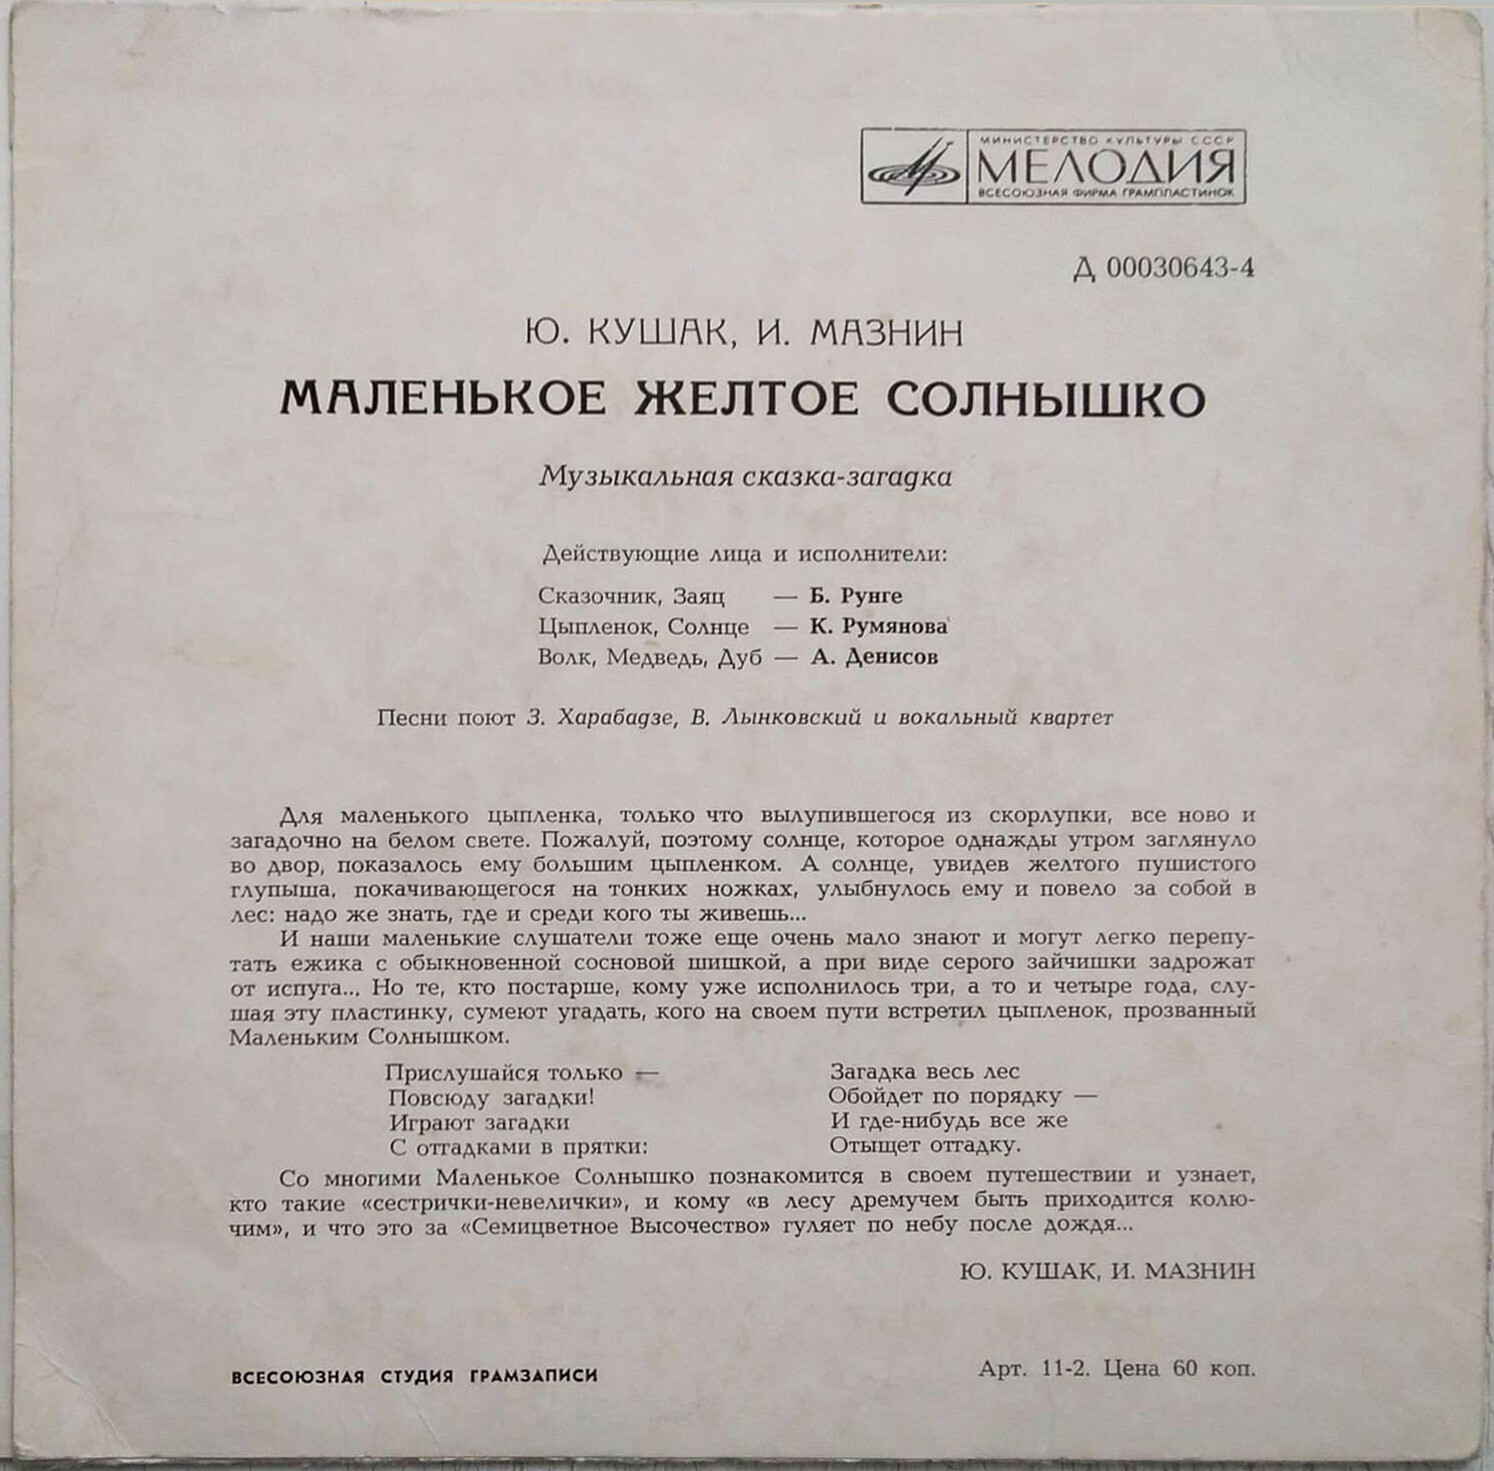 МИНИСТЕРСТВО КУЛЬТУРЫ СССР
МЕЛОДИЯ
ВСЕСОЮЗНАЯ ФИРМА ГРАМПЛАСТИНОК
Д 00030643-4
Ю. КУШАК, И. МАЗНИН
МАЛЕНЬКОЕ ЖЕЛТОЕ СОЛНЫШКО
Музыкальная сказка-загадка
Действующие лица и исполнители:
Сказочник, Заяц — Б. Рунге
Цыпленок, Солнце — К. Румянова
Волк, Медведь, Дуб — А. Денисов
Песни поют З. Харабадзе, В. Лынковский и вокальный квартет
Для маленького цыпленка, только что вылупившегося из скорлупки, все ново и
загадочно на белом свете. Пожалуй, поэтому солнце, которое однажды утром заглянуло
во двор, показалось ему большим цыпленком. А солнце, увидев желтого пушистого
глупыша, покачивающегося на тонких ножках, улыбнулось ему и повело за собой в
лес: надо же знать, где и среди кого ты живешь...
И наши маленькие слушатели тоже еще очень мало знают и могут легко перепу-
тать ежика с обыкновенной сосновой шишкой, а при виде серого зайчишки задрожат
от испуга... Но те, кто постарше, кому уже исполнилось три, а то и четыре года, слу-
шая эту пластинку, сумеют угадать, кого на своем пути встретил цыпленок, прозванный
Маленьким Солнышком.
Прислушайся только —
Повсюду загадки!
Играют загадки
С отгадками в прятки:
Загадка весь лес
Обойдет по порядку —
И где-нибудь все же
Отыщет отгадку.
Со многими Маленькое Солнышко познакомится в своем путешествии и узнает,
кто такие «сестрички-невелички», и кому «в лесу дремучем быть приходится колю-
чим», и что это за «Семицветное Высочество» гуляет по небу после дождя...
Ю. КУШАК, И. МАЗНИН
ВСЕСОЮЗНАЯ СТУДИЯ ГРАМЗАПИСИ
Арт. 11-2. Цена 60 коп.